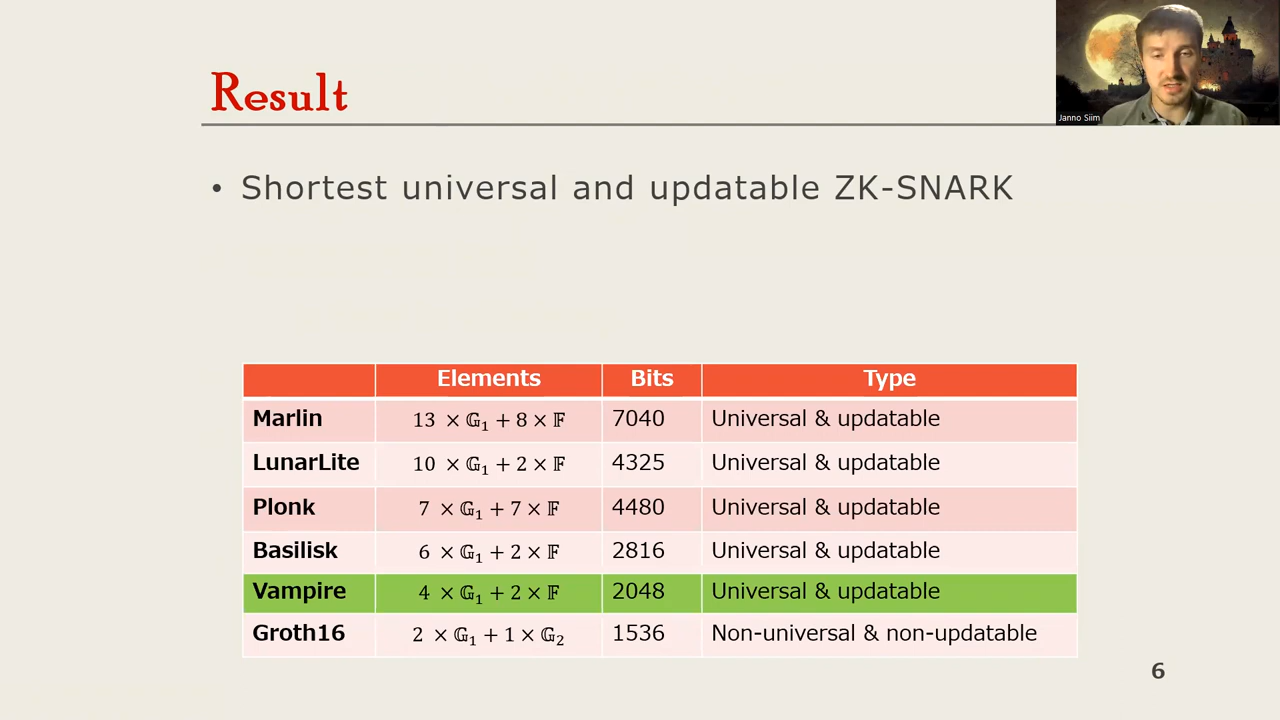 Janno Siim
Result
• Shortest universal and updatable ZK-SNARK
Elements Bits Type
Marlin 13 × 𝔾₁ + 8 × 𝔽 7040 Universal & updatable
LunarLite 10 × 𝔾₁ + 2 × 𝔽 4325 Universal & updatable
Plonk 7 × 𝔾₁ + 7 × 𝔽 4480 Universal & updatable
Basilisk 6 × 𝔾₁ + 2 × 𝔽 2816 Universal & updatable
Vampire 4 × 𝔾₁ + 2 × 𝔽 2048 Universal & updatable
Groth16 2 × 𝔾₁ + 1 × 𝔾₂ 1536 Non-universal & non-updatable
6